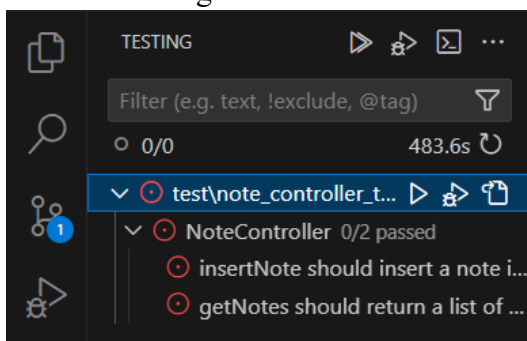 TESTING
Filter (e.g. text, !exclude, @tag)
0/0 483.6s
test\note_controller_t...
NoteController 0/2 passed
1
insertNote should insert a note i...
getNotes should return a list of ...